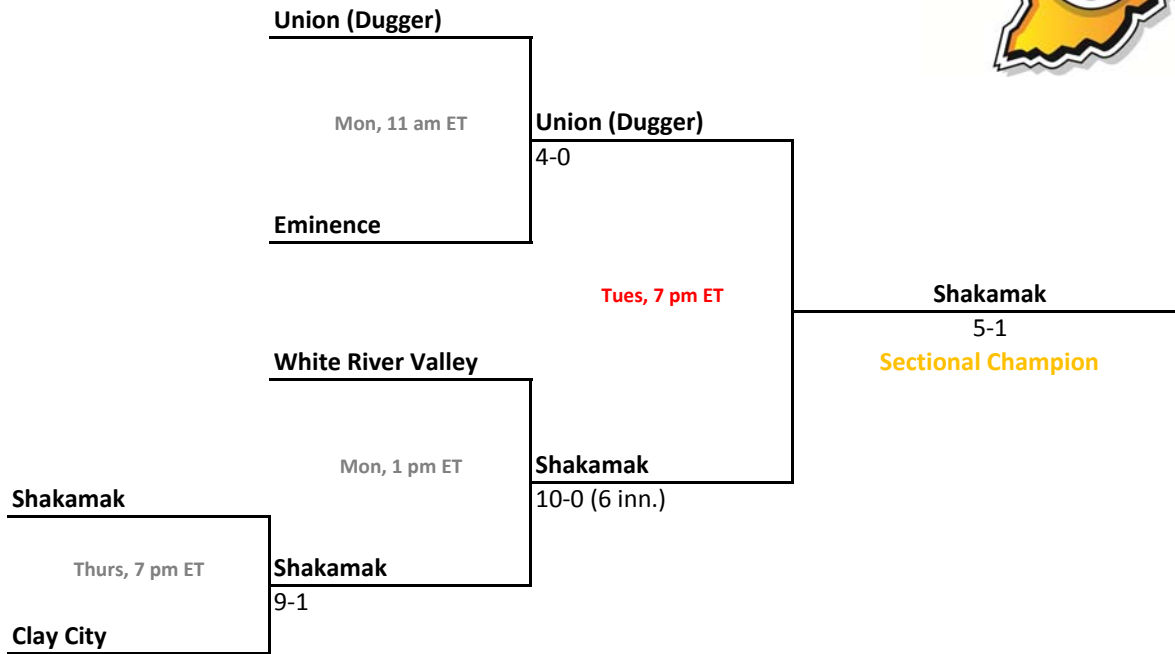 Union (Dugger)
Mon, 11 am ET
Union (Dugger)
4-0
Eminence
Tues, 7 pm ET
Shakamak
5-1
Sectional Champion
White River Valley
Mon, 1 pm ET
Shakamak
10-0 (6 inn.)
Shakamak
Thurs, 7 pm ET
Shakamak
9-1
Clay City